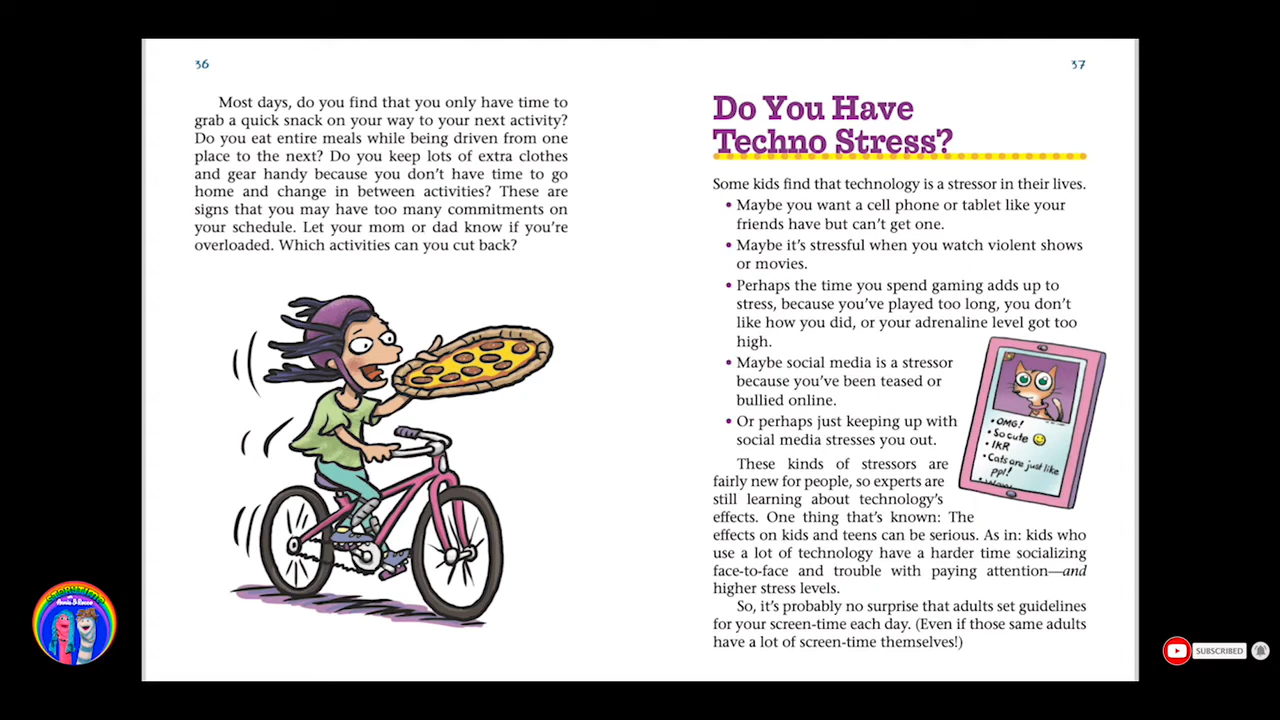 36
Most days, do you find that you only have time to
grab a quick snack on your way to your next activity?
Do you eat entire meals while being driven from one
place to the next? Do you keep lots of extra clothes
and gear handy because you don't have time to go
home and change in between activities? These are
signs that you may have too many commitments on
your schedule. Let your mom or dad know if you're
overloaded. Which activities can you cut back?
37
Do You Have
Techno Stress?
Some kids find that technology is a stressor in their lives.
• Maybe you want a cell phone or tablet like your
friends have but can't get one.
• Maybe it's stressful when you watch violent shows
or movies.
• Perhaps the time you spend gaming adds up to
stress, because you've played too long, you don't
like how you did, or your adrenaline level got too
high.
• Maybe social media is a stressor
because you've been teased or
bullied online.
• Or perhaps just keeping up with
social media stresses you out.
• OMG!
• So cute
• IKR
• Cats are just like
ppl!
These kinds of stressors are
fairly new for people, so experts are
still learning about technology's
effects. One thing that's known: The
effects on kids and teens can be serious. As in: kids who
use a lot of technology have a harder time socializing
face-to-face and trouble with paying attention—and
higher stress levels.
So, it's probably no surprise that adults set guidelines
for your screen-time each day. (Even if those same adults
have a lot of screen-time themselves!)
SUBSCRIBED